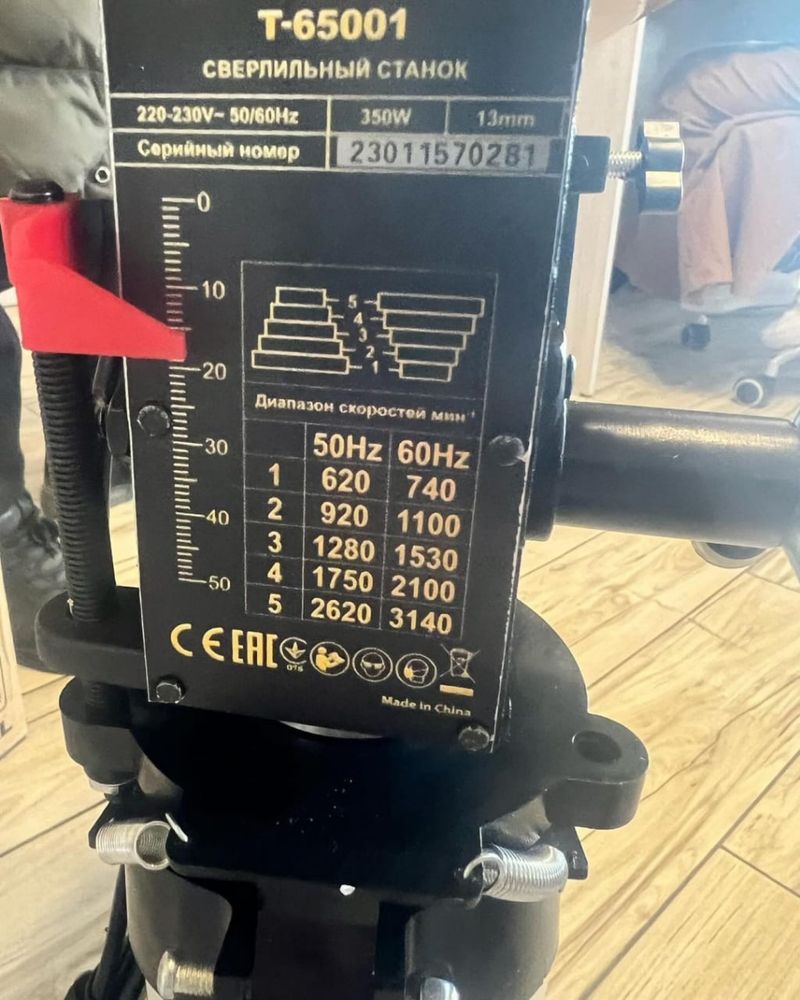 T-65001
СВЕРЛИЛЬНЫЙ СТАНОК
220-230V~ 50/60Hz 350W 13mm
Серийный номер 23011570281
0
10
20
30
40
50
5
4
3
2
1
Диапазон скоростей мин⁻¹
50Hz 60Hz
1 620 740
2 920 1100
3 1280 1530
4 1750 2100
5 2620 3140
CE EAC
Made in China